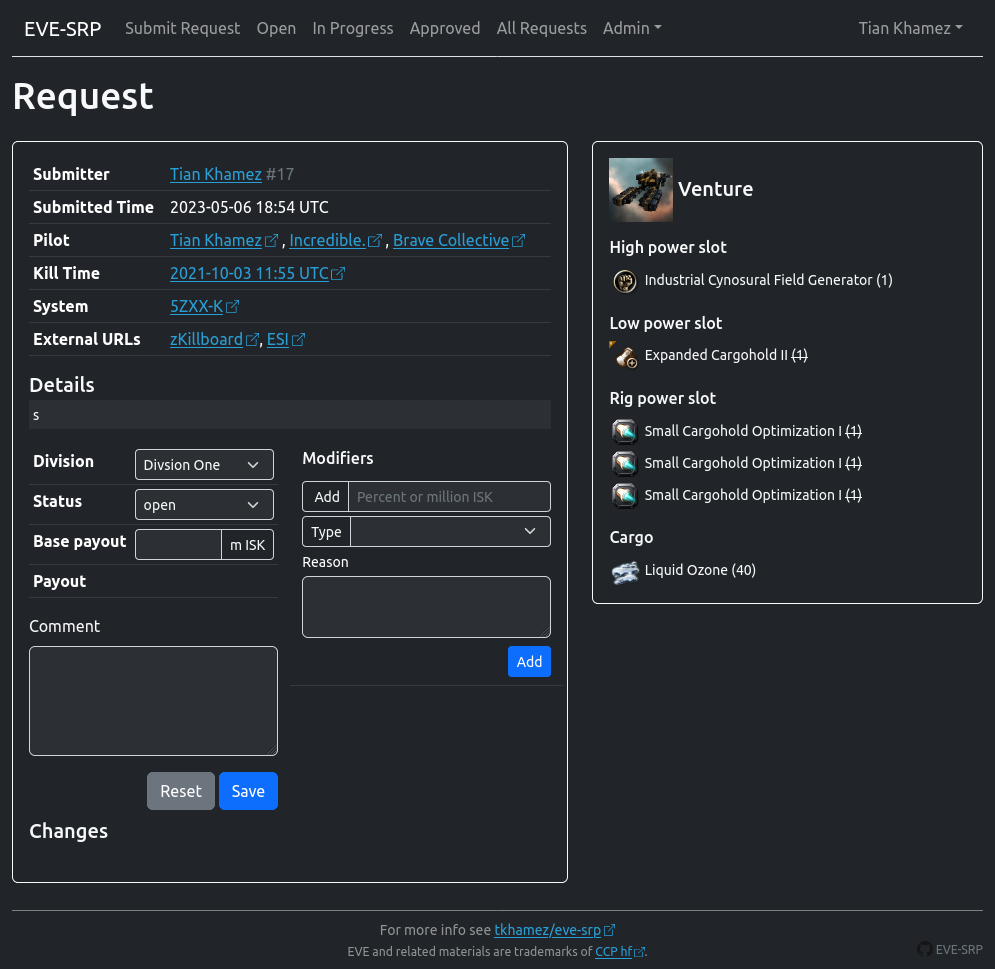 EVE-SRP Submit Request Open In Progress Approved All Requests Admin Tian Khamez
Request
Submitter Tian Khamez #17
Submitted Time 2023-05-06 18:54 UTC
Pilot Tian Khamez , Incredible. , Brave Collective
Kill Time 2021-10-03 11:55 UTC
System 5ZXX-K
External URLs zKillboard , ESI
Details
s
Division Divsion One
Status open
Base payout m ISK
Payout
Comment
Reset Save
Modifiers
Add Percent or million ISK
Type
Reason
Add
Changes
Venture
High power slot
Industrial Cynosural Field Generator (1)
Low power slot
Expanded Cargohold II (1)
Rig power slot
Small Cargohold Optimization I (1)
Small Cargohold Optimization I (1)
Small Cargohold Optimization I (1)
Cargo
Liquid Ozone (40)
For more info see tkhamez/eve-srp
EVE and related materials are trademarks of CCP hf.
EVE-SRP